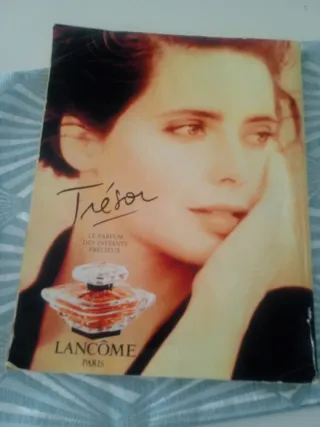 Trésor
LE PARFUM
DES INSTANTS
PRÉCIEUX
LANCÔME
PARIS